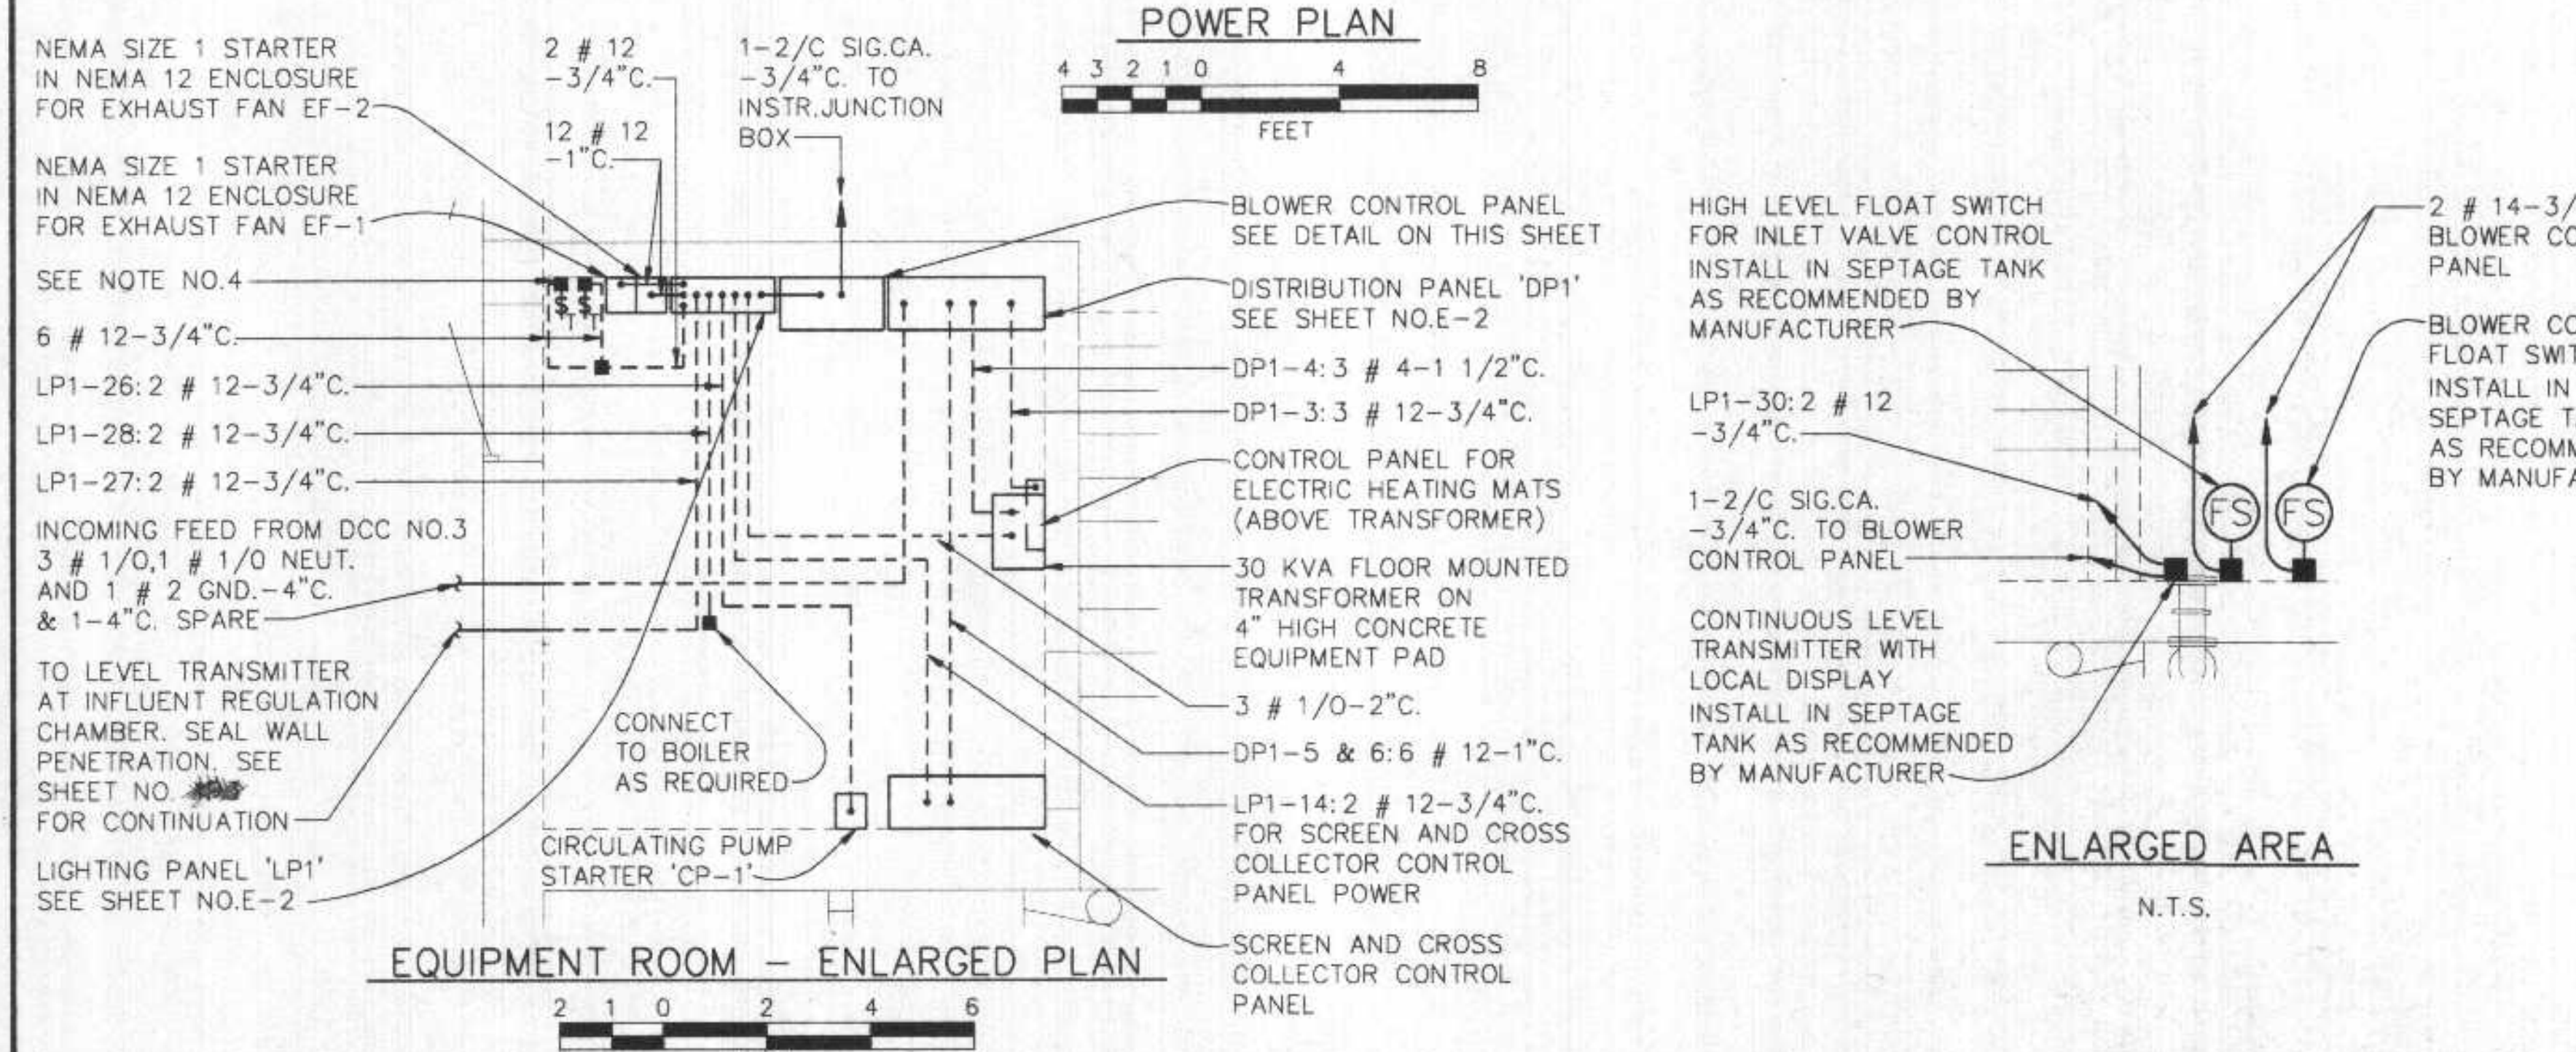 POWER PLAN
4 3 2 1 0 4 8
FEET
NEMA SIZE 1 STARTER
IN NEMA 12 ENCLOSURE
FOR EXHAUST FAN EF-2
NEMA SIZE 1 STARTER
IN NEMA 12 ENCLOSURE
FOR EXHAUST FAN EF-1
SEE NOTE NO.4
6 # 12-3/4"C.
LP1-26:2 # 12-3/4"C.
LP1-28:2 # 12-3/4"C.
LP1-27:2 # 12-3/4"C.
INCOMING FEED FROM DCC NO.3
3 # 1/0,1 # 1/0 NEUT.
AND 1 # 2 GND.-4"C.
& 1-4"C. SPARE
TO LEVEL TRANSMITTER
AT INFLUENT REGULATION
CHAMBER. SEAL WALL
PENETRATION. SEE
SHEET NO.
FOR CONTINUATION
LIGHTING PANEL 'LP1'
SEE SHEET NO.E-2
2 # 12
-3/4"C.
12 # 12
-1"C.
1-2/C SIG.CA.
-3/4"C. TO
INSTR.JUNCTION
BOX
$ $
T T
CONNECT
TO BOILER
AS REQUIRED
CIRCULATING PUMP
STARTER 'CP-1'
BLOWER CONTROL PANEL
SEE DETAIL ON THIS SHEET
DISTRIBUTION PANEL 'DP1'
SEE SHEET NO.E-2
DP1-4:3 # 4-1 1/2"C.
DP1-3:3 # 12-3/4"C.
CONTROL PANEL FOR
ELECTRIC HEATING MATS
(ABOVE TRANSFORMER)
30 KVA FLOOR MOUNTED
TRANSFORMER ON
4" HIGH CONCRETE
EQUIPMENT PAD
3 # 1/0-2"C.
DP1-5 & 6:6 # 12-1"C.
LP1-14:2 # 12-3/4"C.
FOR SCREEN AND CROSS
COLLECTOR CONTROL
PANEL POWER
SCREEN AND CROSS
COLLECTOR CONTROL
PANEL
EQUIPMENT ROOM - ENLARGED PLAN
2 1 0 2 4 6
HIGH LEVEL FLOAT SWITCH
FOR INLET VALVE CONTROL
INSTALL IN SEPTAGE TANK
AS RECOMMENDED BY
MANUFACTURER
LP1-30:2 # 12
-3/4"C.
1-2/C SIG.CA.
-3/4"C. TO BLOWER
CONTROL PANEL
CONTINUOUS LEVEL
TRANSMITTER WITH
LOCAL DISPLAY
INSTALL IN SEPTAGE
TANK AS RECOMMENDED
BY MANUFACTURER
FS FS
2 # 14-3/
BLOWER CO
PANEL
BLOWER CO
FLOAT SWIT
INSTALL IN
SEPTAGE T
AS RECOMM
BY MANUFA
ENLARGED AREA
N.T.S.